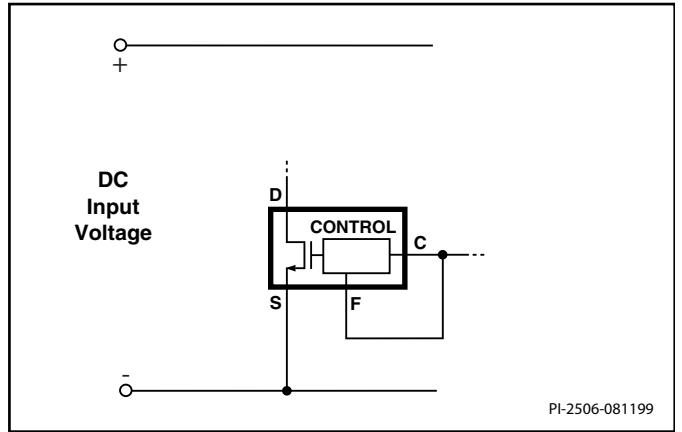 +
DC
Input
Voltage
D
CONTROL
C
S
F
-
PI-2506-081199